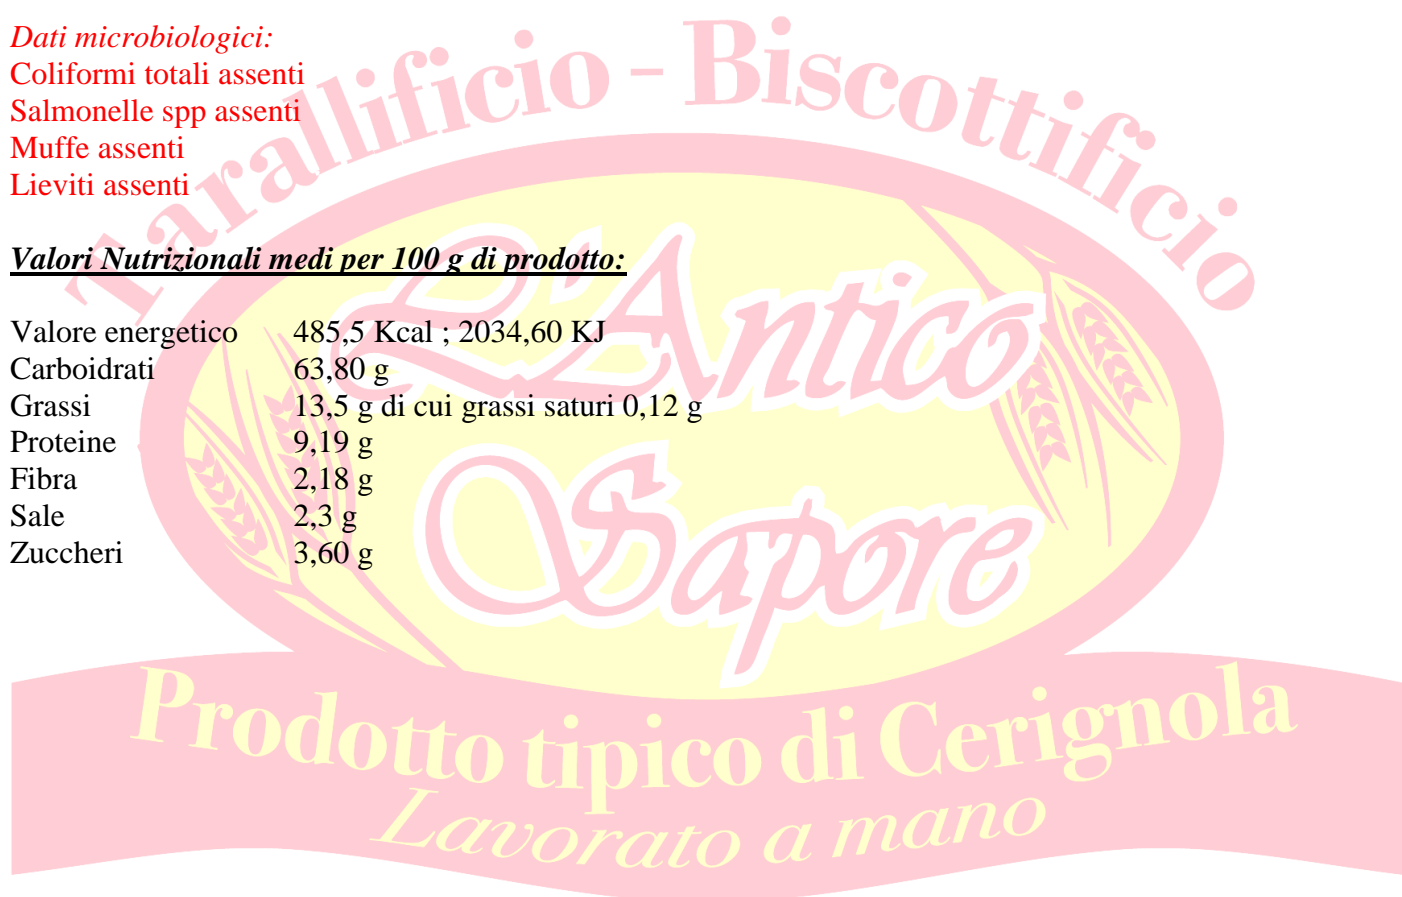 Dati microbiologici:
Coliformi totali assenti
Salmonelle spp assenti
Muffe assenti
Lieviti assenti
Tarallificio - Biscottificio
Valori Nutrizionali medi per 100 g di prodotto:
L'Antico
Valore energetico 485,5 Kcal ; 2034,60 KJ
Carboidrati 63,80 g
Grassi 13,5 g di cui grassi saturi 0,12 g
Proteine 9,19 g
Fibra 2,18 g
Sale 2,3 g
Zuccheri 3,60 g
Sapore
Prodotto tipico di Cerignola
Lavorato a mano